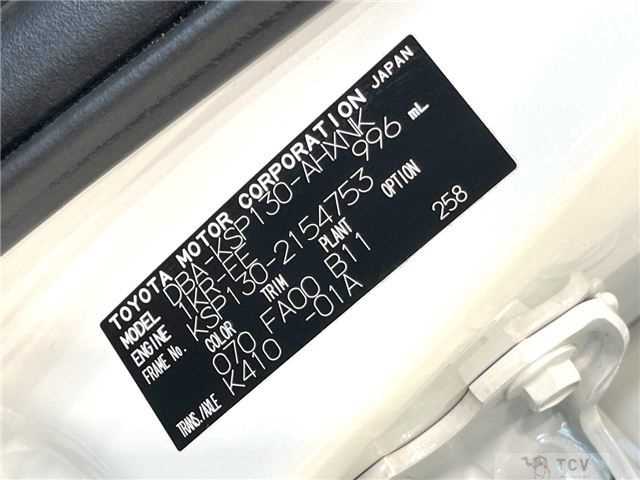 TOYOTA MOTOR CORPORATION JAPAN
MODEL DBA-KSP130-AHXNK
ENGINE 1KR-EE 996 mL
FRAME No. KSP130-2154753
COLOR TRIM PLANT OPTION
070 FA00 B11 258
TRANS./AXLE K410 -01A
TCV